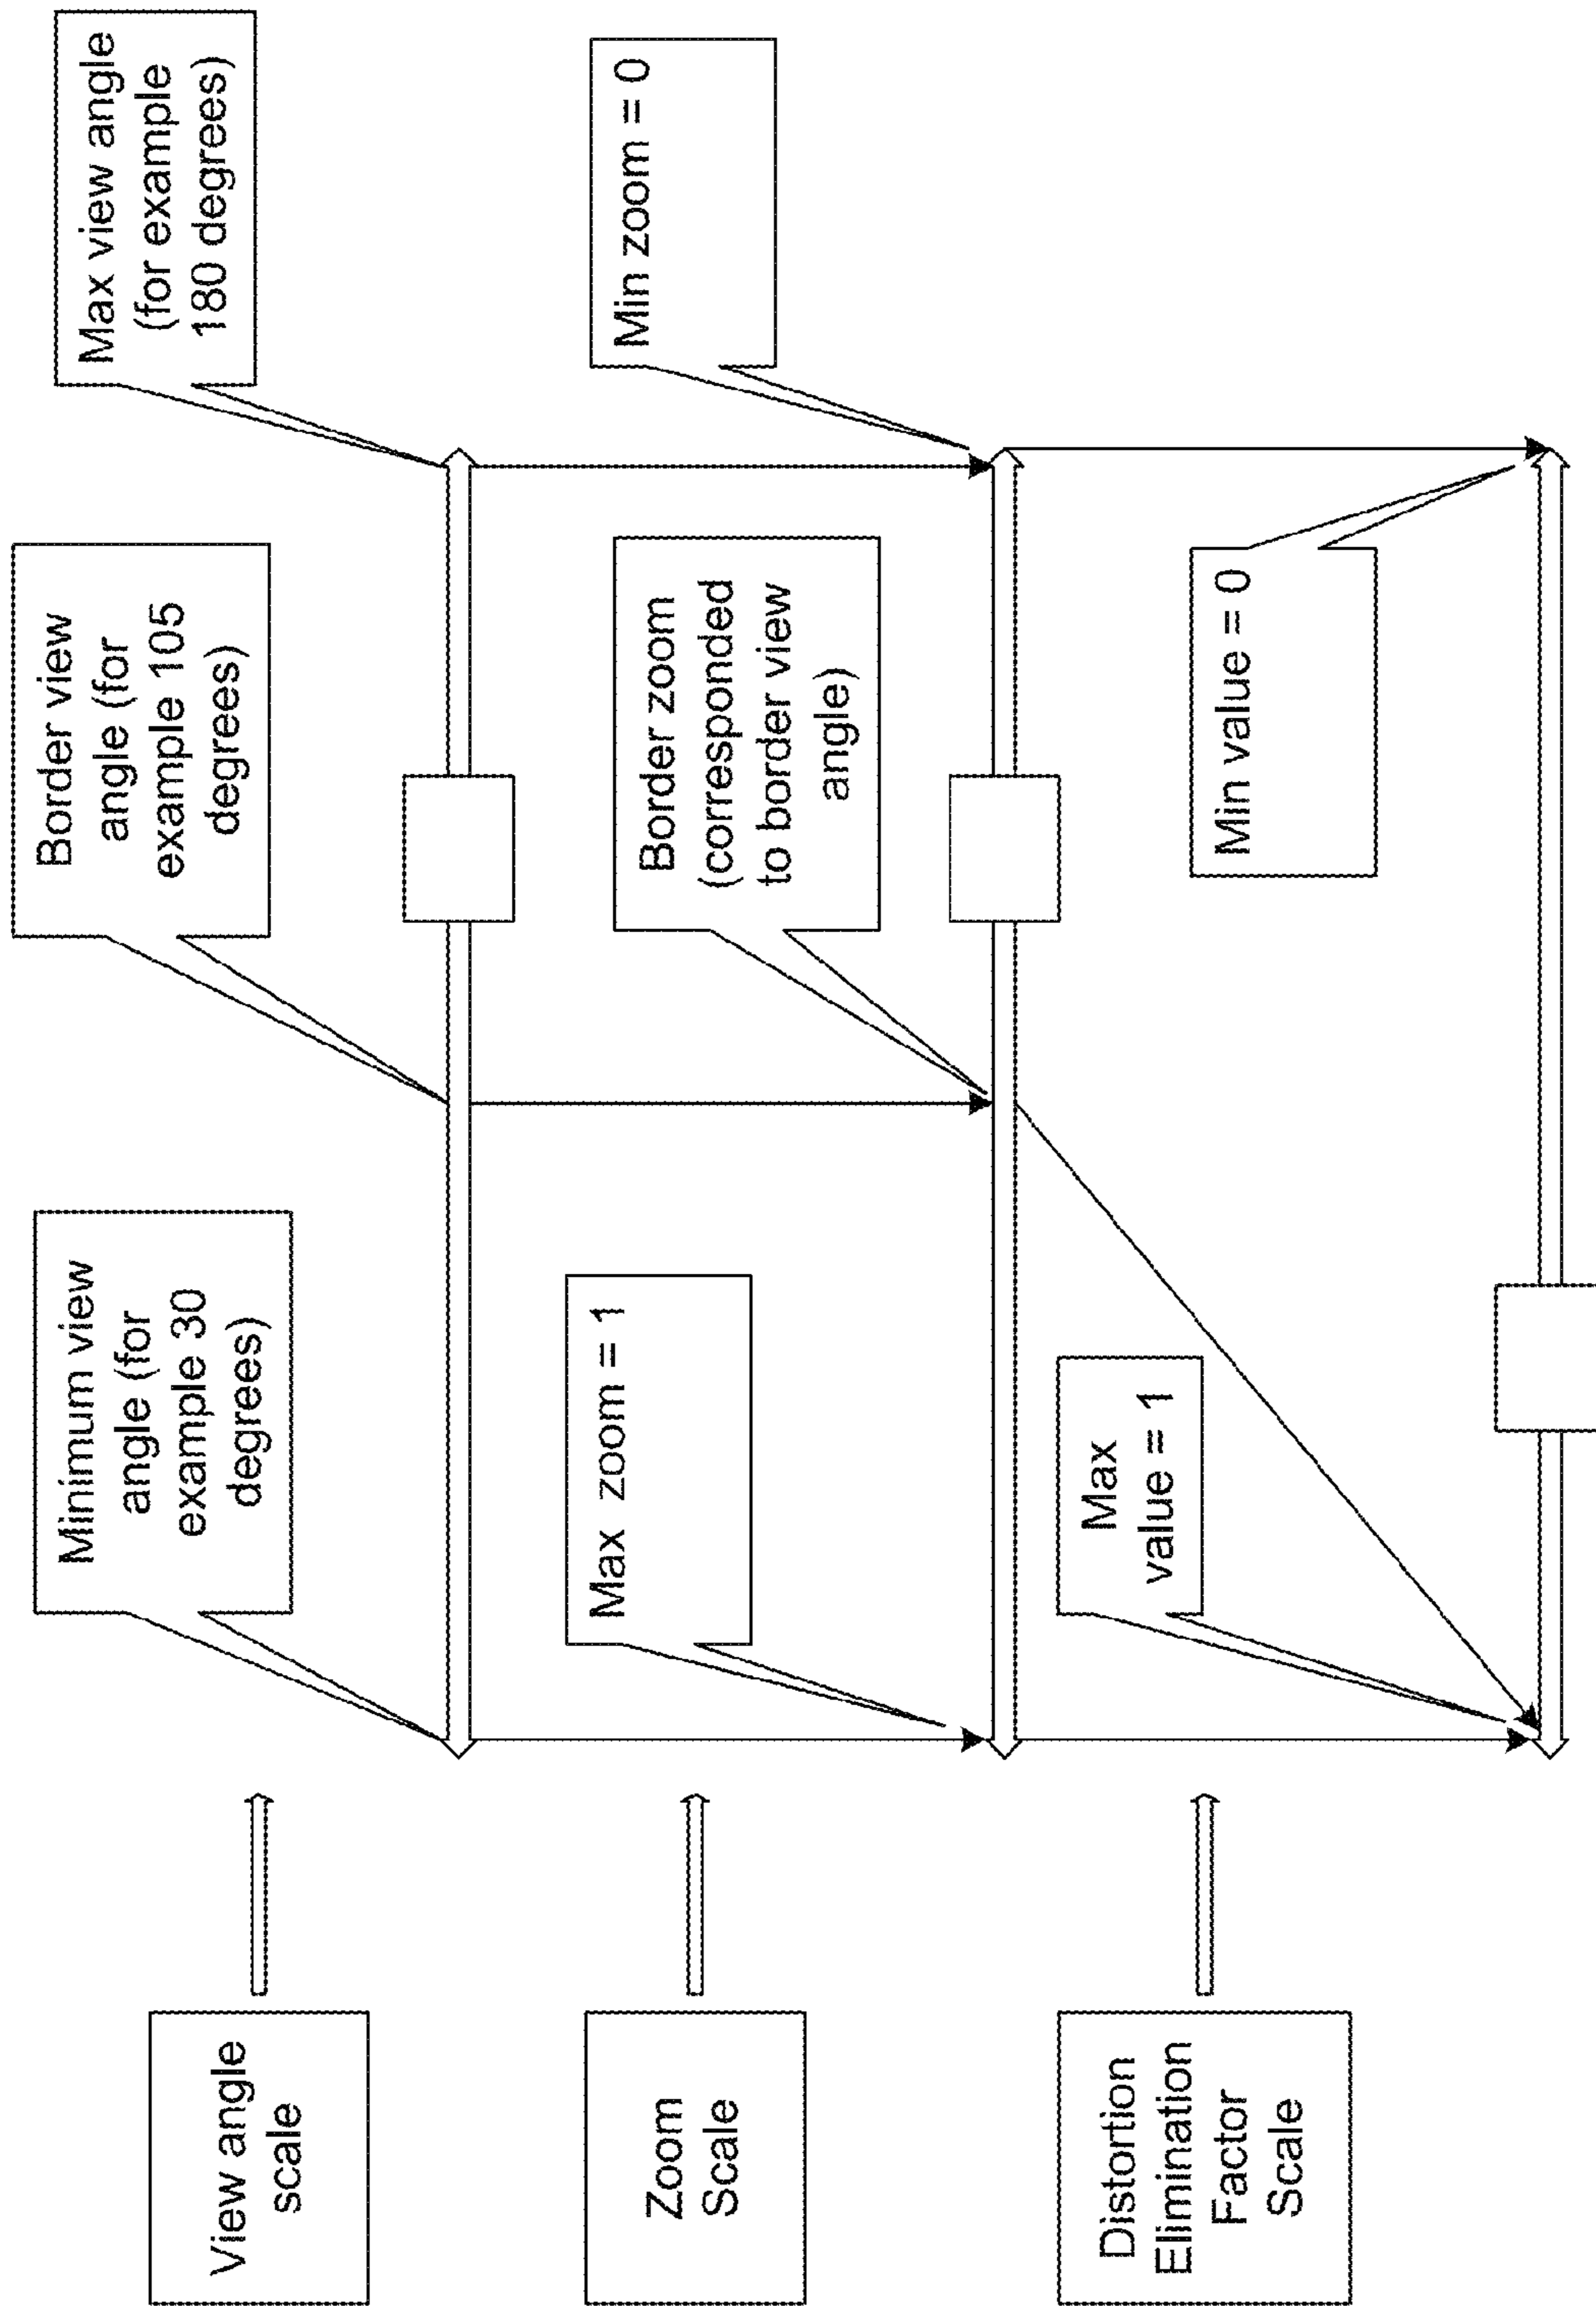 View angle
scale
Minimum view
angle (for
example 30
degrees)
Border view
angle (for
example 105
degrees)
Max view angle
(for example
180 degrees)
Zoom
Scale
Max zoom = 1
Border zoom
(corresponded
to border view
angle)
Min zoom = 0
Distortion
Elimination
Factor
Scale
Max
value = 1
Min value = 0